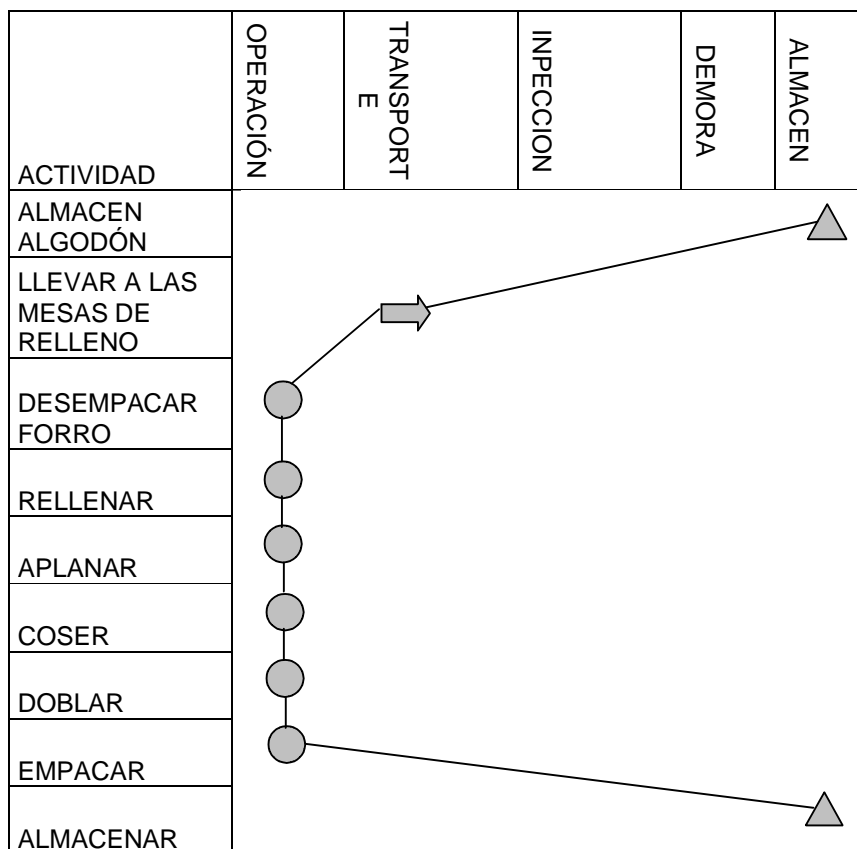 ACTIVIDAD
OPERACIÓN
TRANSPORT
E
INPECCION
DEMORA
ALMACEN
ALMACEN
ALGODÓN
LLEVAR A LAS
MESAS DE
RELLENO
DESEMPACAR
FORRO
RELLENAR
APLANAR
COSER
DOBLAR
EMPACAR
ALMACENAR